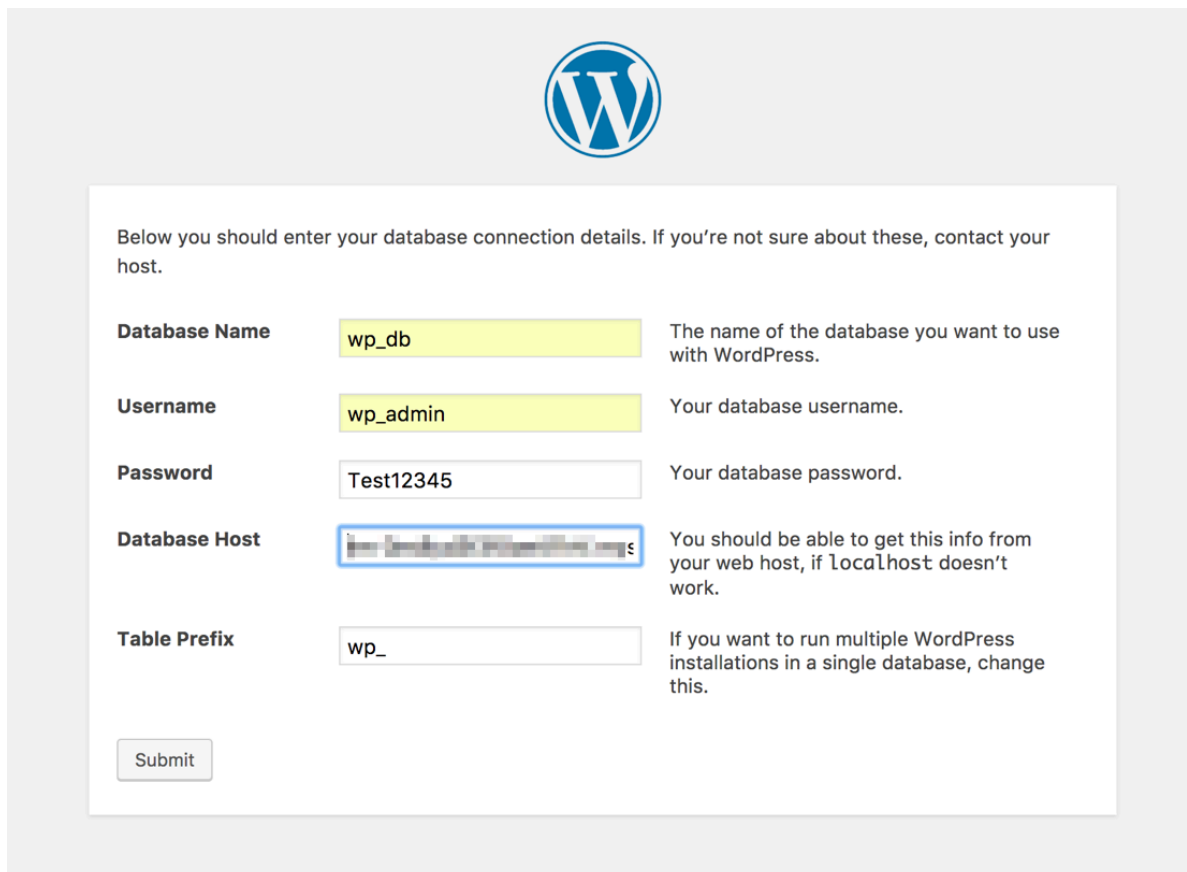 Below you should enter your database connection details. If you’re not sure about these, contact your
host.
Database Name
wp_db
The name of the database you want to use
with WordPress.
Username
wp_admin
Your database username.
Password
Test12345
Your database password.
Database Host
You should be able to get this info from
your web host, if localhost doesn’t
work.
Table Prefix
wp_
If you want to run multiple WordPress
installations in a single database, change
this.
Submit